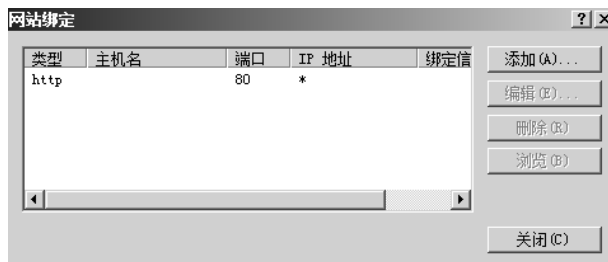 网站绑定
类型 主机名 端口 IP 地址 绑定信
http 80 *
添加(A)...
编辑(E)...
删除(R)
浏览(B)
关闭(C)